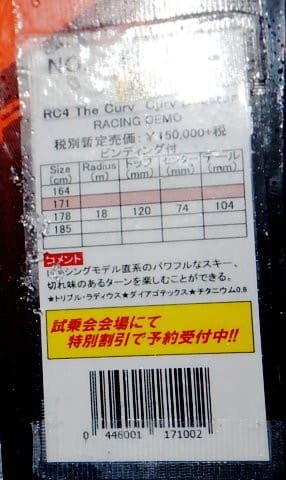 NO.
RC4 The Curv Curv
RACING DEMO
税別暫定売価：￥150,000+税
ビンディング付
Size (cm) Radius (m) トップ (mm) センター (mm) テール (mm)
164
171
178 18 120 74 104
185
コメント
レーシングモデル直系のパワフルなスキー、
切れ味のあるターンを楽しむことができる。
★トリプル・ラディウス★ダイアゴテックス★チタニウム0.6
試乗会会場にて
特別割引で予約受付中!!
0 446001 171002